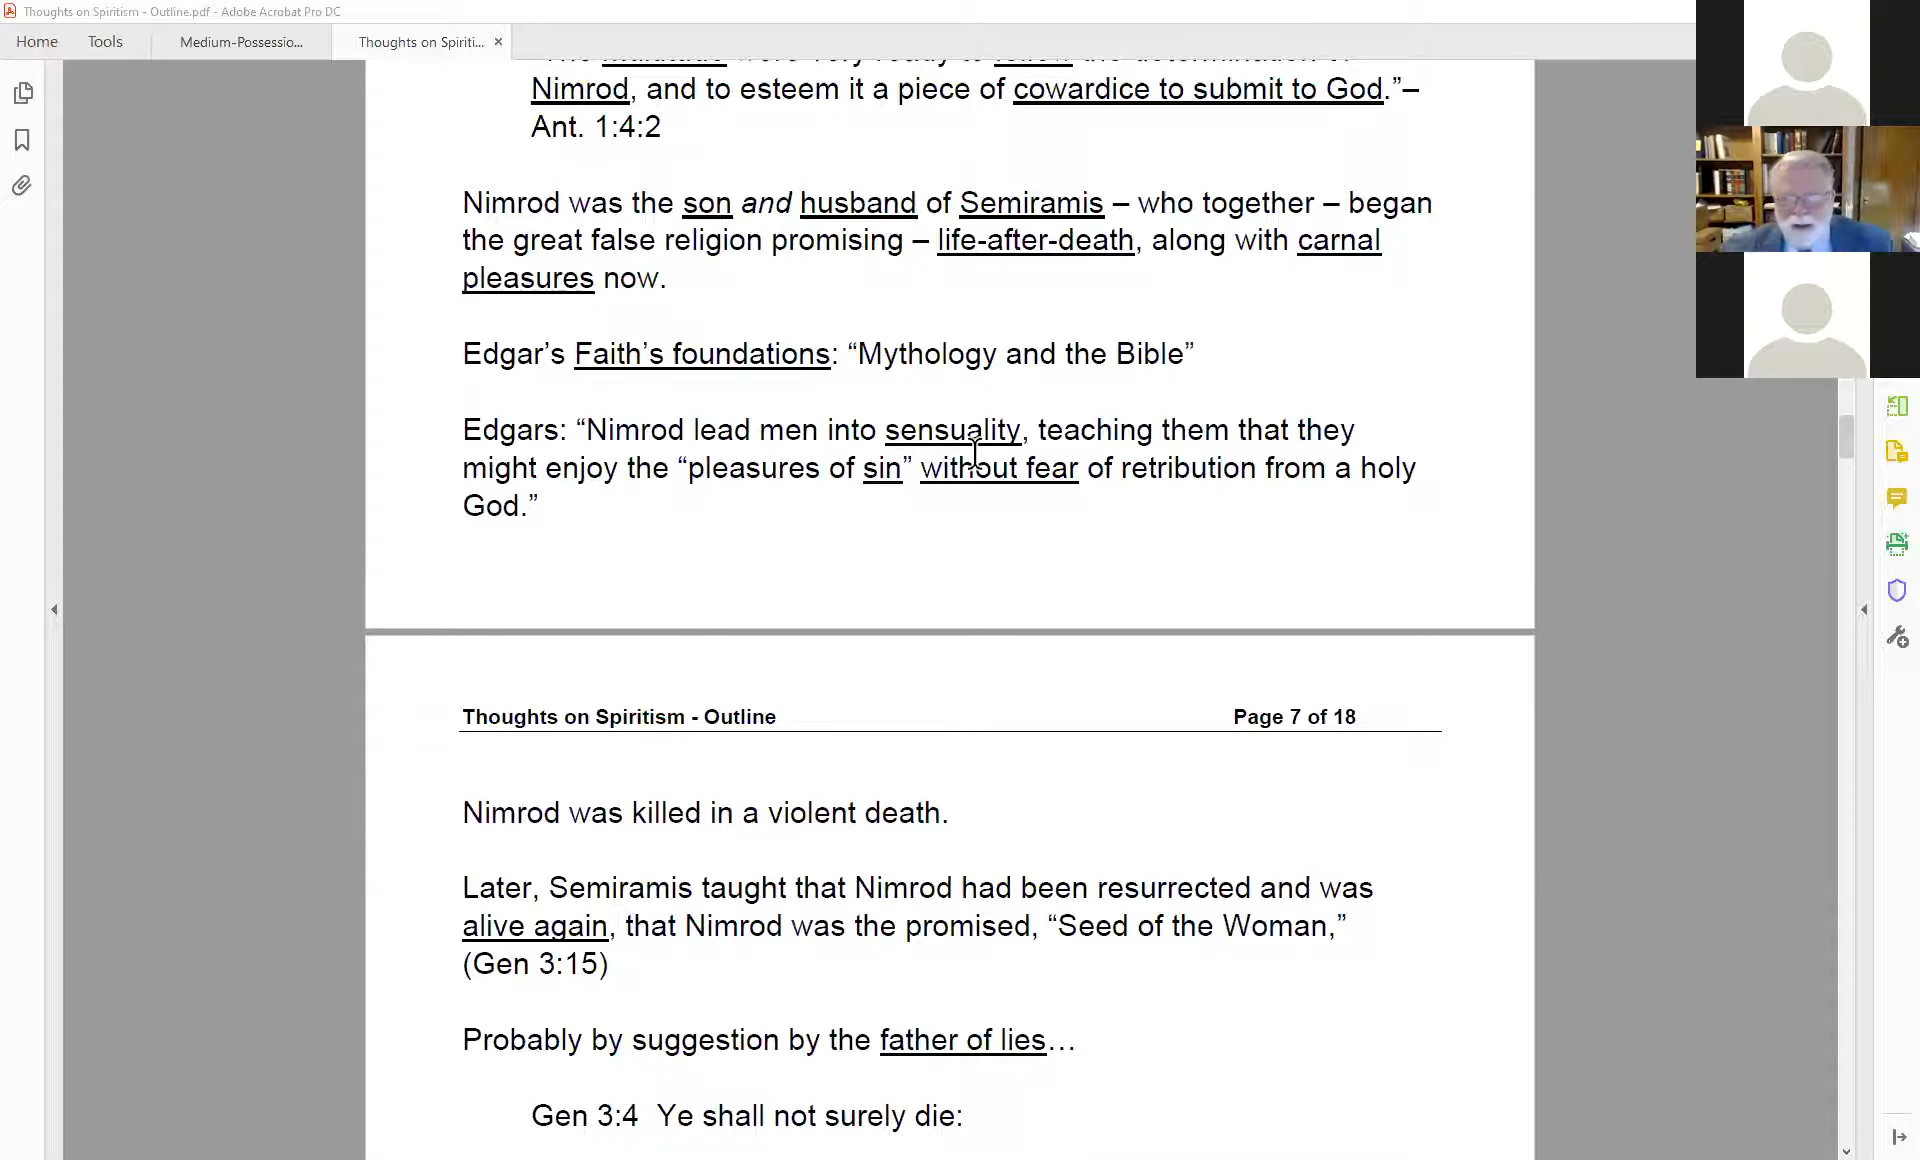 Thoughts on Spiritism - Outline.pdf - Adobe Acrobat Pro DC
Home Tools Medium-Possessio... Thoughts on Spiriti... ×
Nimrod, and to esteem it a piece of cowardice to submit to God.”–
Ant. 1:4:2
Nimrod was the son and husband of Semiramis – who together – began
the great false religion promising – life-after-death, along with carnal
pleasures now.
Edgar’s Faith’s foundations: “Mythology and the Bible”
Edgars: “Nimrod lead men into sensuality, teaching them that they
might enjoy the “pleasures of sin” without fear of retribution from a holy
God.”
Thoughts on Spiritism - Outline Page 7 of 18
Nimrod was killed in a violent death.
Later, Semiramis taught that Nimrod had been resurrected and was
alive again, that Nimrod was the promised, “Seed of the Woman,”
(Gen 3:15)
Probably by suggestion by the father of lies…
Gen 3:4 Ye shall not surely die: